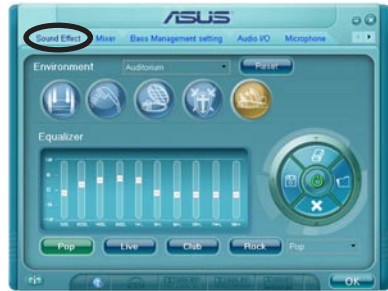 ASUS
Sound Effect Mixer Bass Management setting Audio I/O Microphone
Environment Auditorium Reset
Equalizer
Pop Live Club Rock Pop
OK